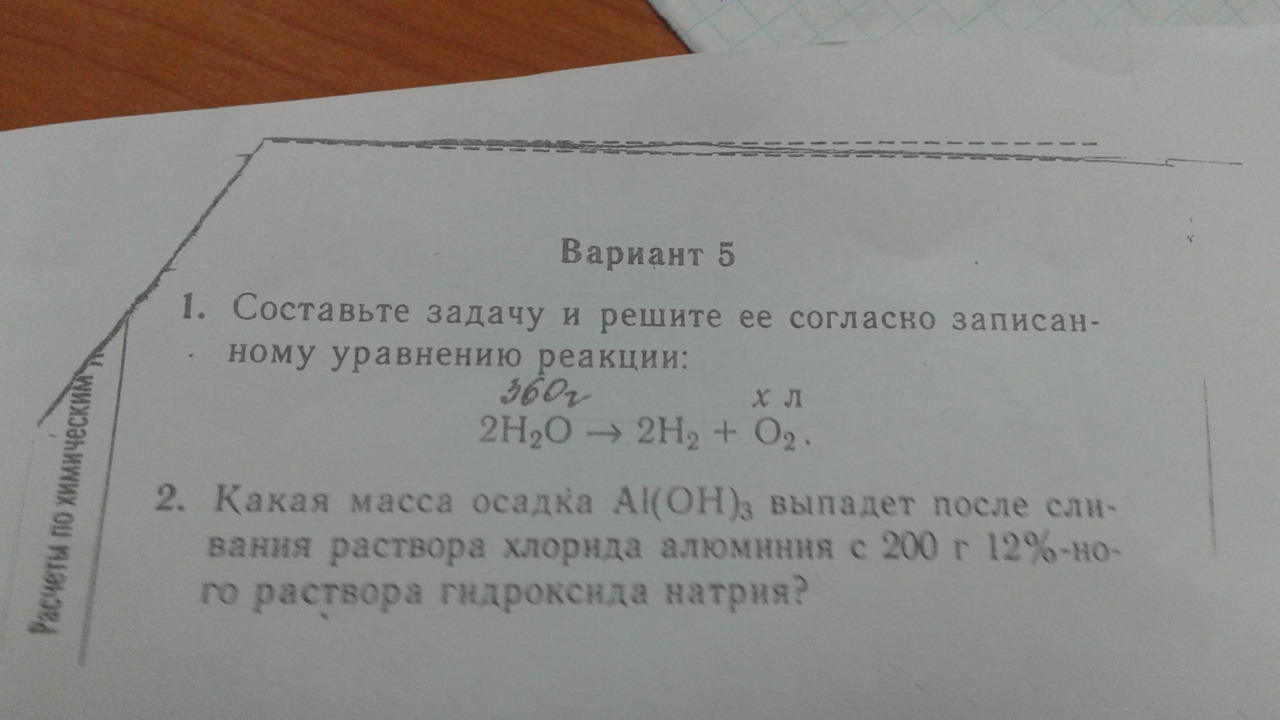 Вариант 5
1. Составьте задачу и решите ее согласно записан-
ному уравнению реакции:
360г x л
2H₂O → 2H₂ + O₂.
2. Какая масса осадка Al(OH)₃ выпадет после сли-
вания раствора хлорида алюминия с 200 г 12%-но-
го раствора гидроксида натрия?
Расчеты по химическим